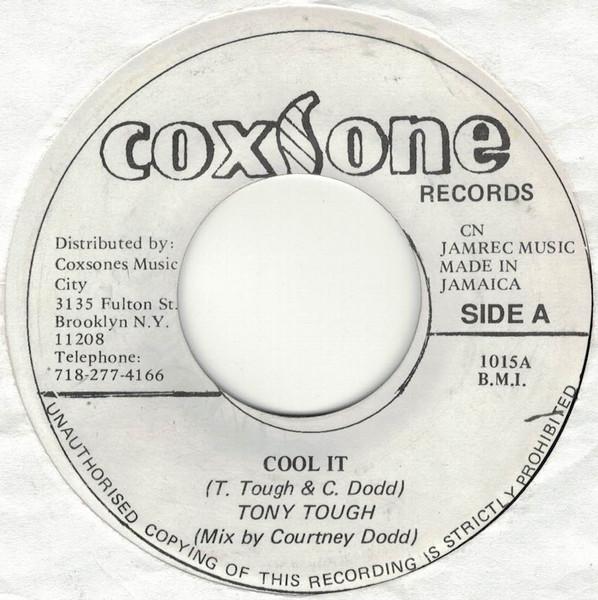 coxsone
RECORDS
Distributed by:
Coxsones Music
City
3135 Fulton St.
Brooklyn N.Y.
11208
Telephone:
718-277-4166
CN
JAMREC MUSIC
MADE IN
JAMAICA
SIDE A
1015A
B.M.I.
COOL IT
(T. Tough & C. Dodd)
TONY TOUGH
(Mix by Courtney Dodd)
UNAUTHORISED COPYING OF THIS RECORDING IS STRICTLY PROHIBITED